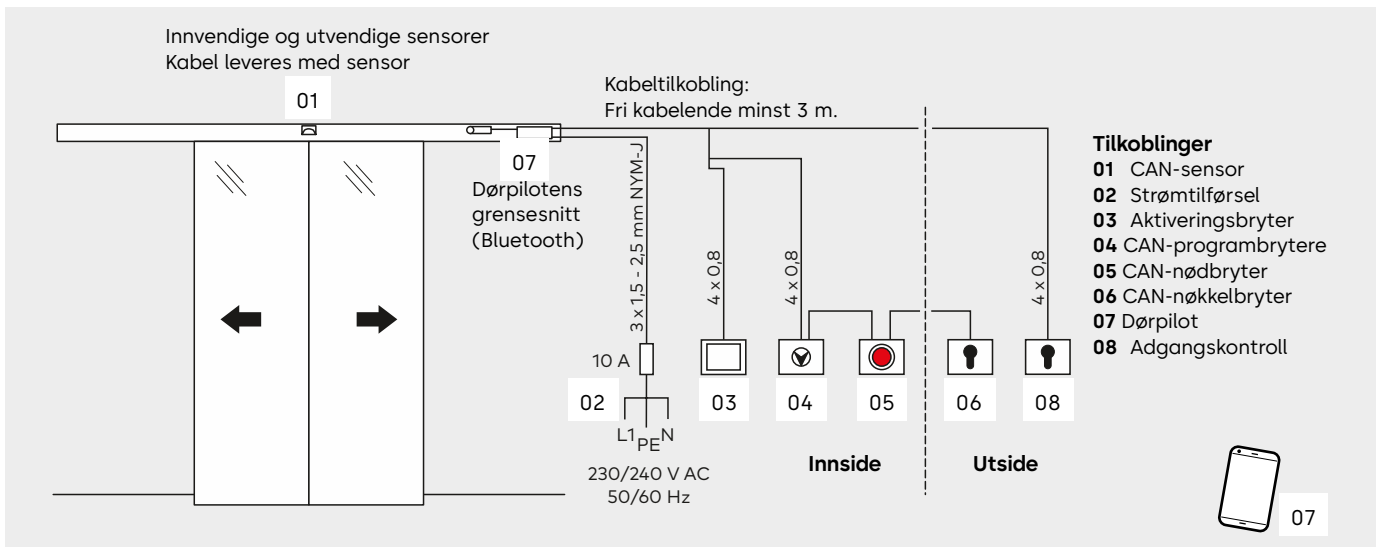 Innvendige og utvendige sensorer
Kabel leveres med sensor
01
Kabeltilkobling:
Fri kabelende minst 3 m.
07
Dørpilotens
grensesnitt
(Bluetooth)
3 x 1,5 - 2,5 mm NYM-J
4 x 0,8
4 x 0,8
4 x 0,8
10 A
02
03
04
05
06
08
L1 PE N
230/240 V AC
50/60 Hz
Innside
Utside
Tilkoblinger
01 CAN-sensor
02 Strømtilførsel
03 Aktiveringsbryter
04 CAN-programbrytere
05 CAN-nødbryter
06 CAN-nøkkelbryter
07 Dørpilot
08 Adgangskontroll
07